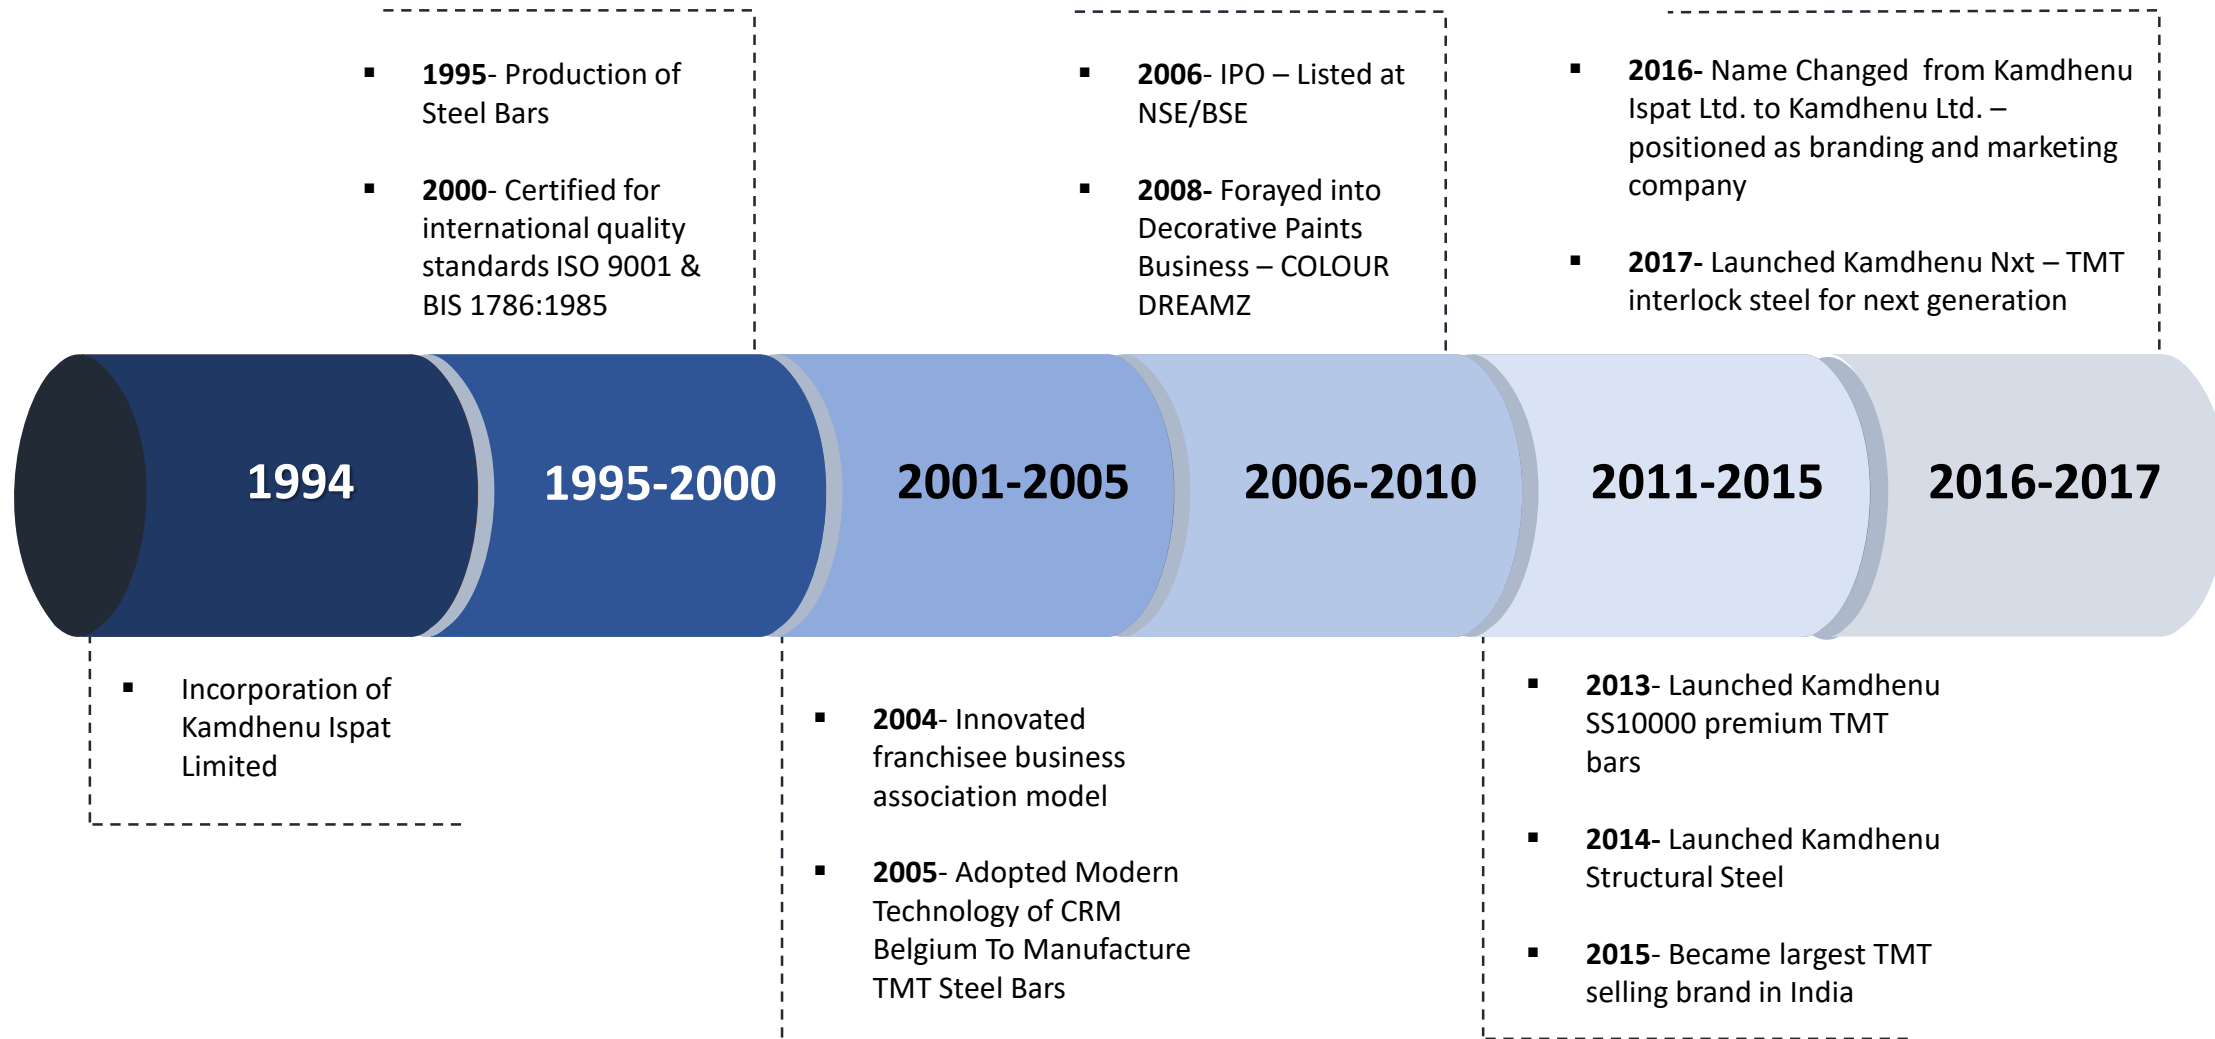 ▪ 1995- Production of
Steel Bars
▪ 2000- Certified for
international quality
standards ISO 9001 &
BIS 1786:1985
▪ 2006- IPO – Listed at
NSE/BSE
▪ 2008- Forayed into
Decorative Paints
Business – COLOUR
DREAMZ
▪ 2016- Name Changed from Kamdhenu
Ispat Ltd. to Kamdhenu Ltd. –
positioned as branding and marketing
company
▪ 2017- Launched Kamdhenu Nxt – TMT
interlock steel for next generation
1994
1995-2000
2001-2005
2006-2010
2011-2015
2016-2017
▪ Incorporation of
Kamdhenu Ispat
Limited
▪ 2004- Innovated
franchisee business
association model
▪ 2005- Adopted Modern
Technology of CRM
Belgium To Manufacture
TMT Steel Bars
▪ 2013- Launched Kamdhenu
SS10000 premium TMT
bars
▪ 2014- Launched Kamdhenu
Structural Steel
▪ 2015- Became largest TMT
selling brand in India